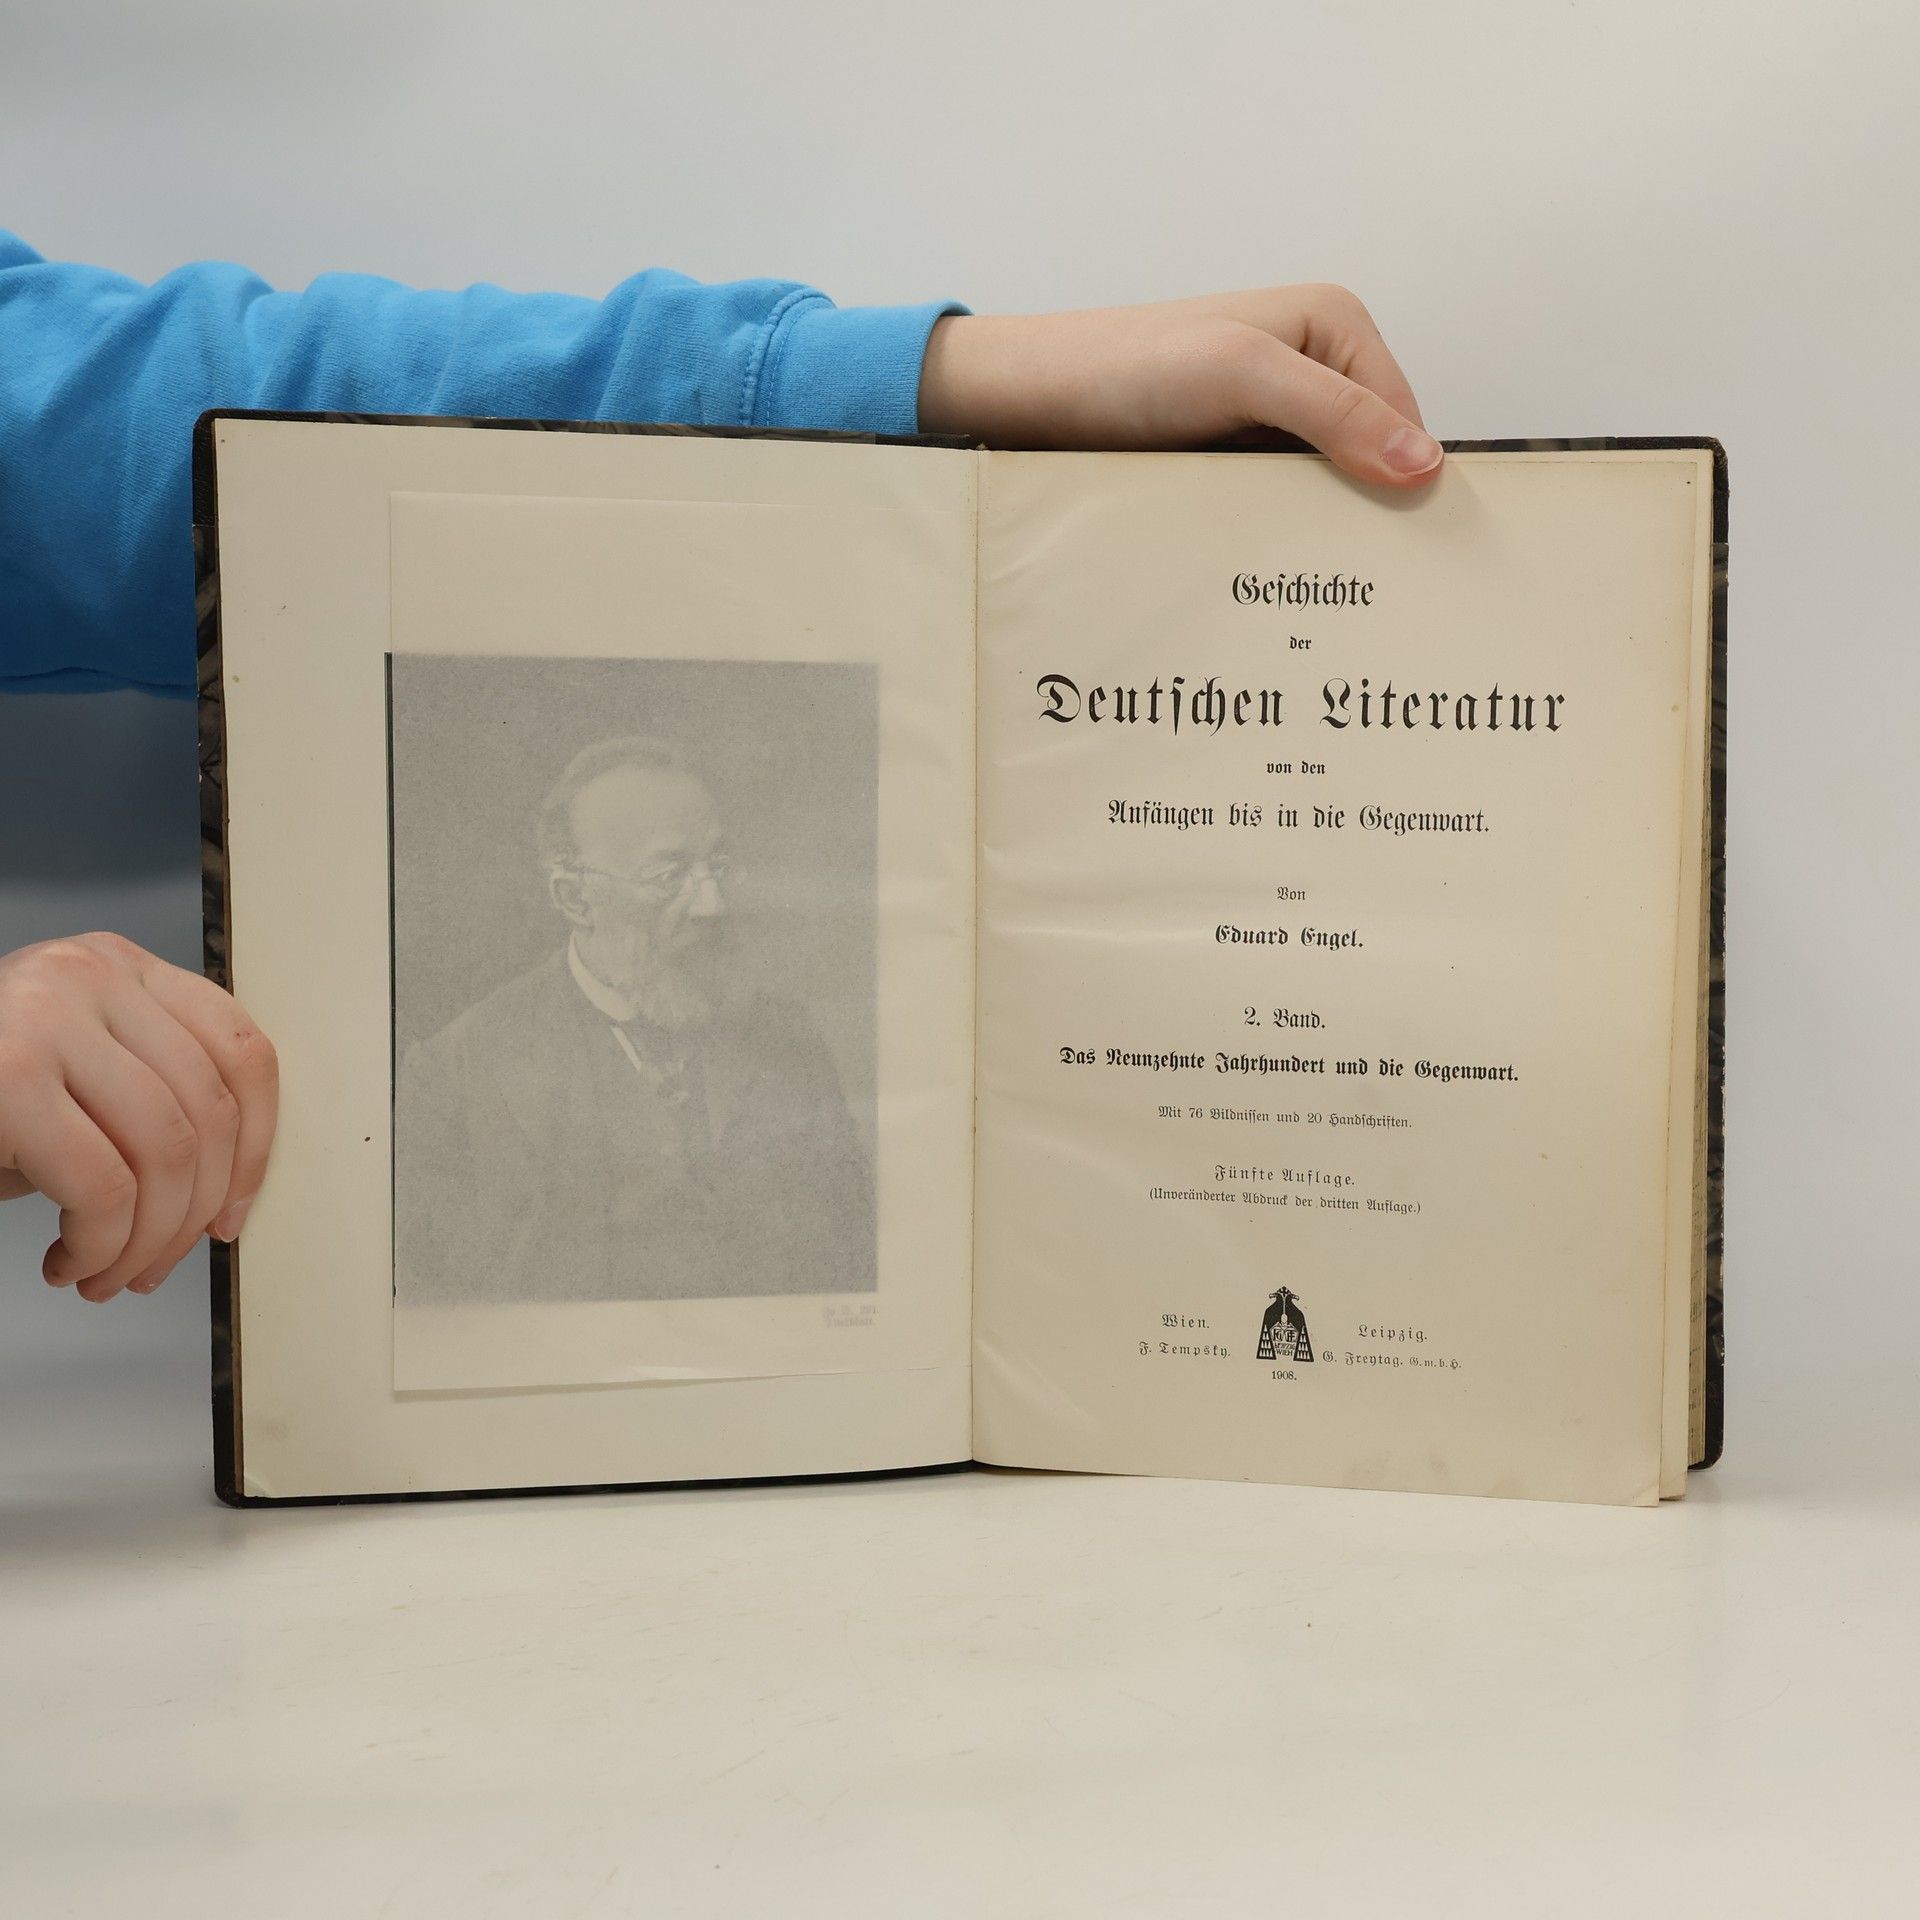 Geschichte
der
Deutschen Literatur
von den
Anfängen bis in die Gegenwart.
Von
Eduard Engel.
2. Band.
Das Neunzehnte Jahrhundert und die Gegenwart.
Mit 76 Bildnissen und 20 Handschriften.
Fünfte Auflage.
(Unveränderter Abdruck der dritten Auflage.)
Wien.
F. Tempsky.
LEIPZIG
WIEN
Leipzig.
G. Freytag. G. m. b. H.
1908.